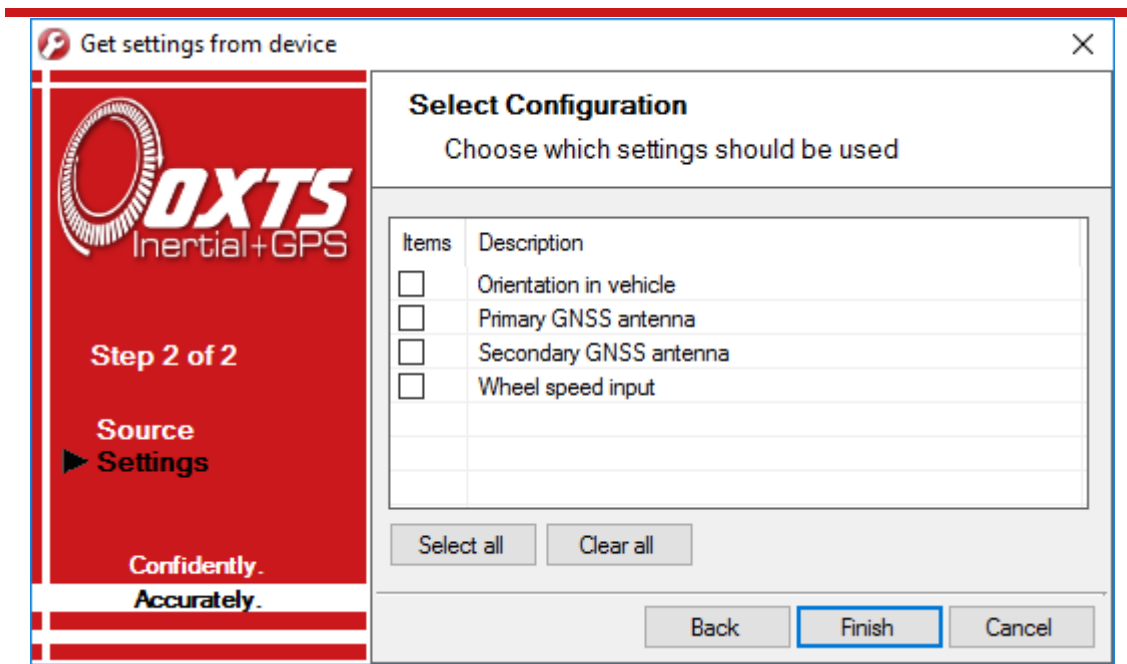 Get settings from device
OXTS
Inertial+GPS
Step 2 of 2
Source
Settings
Confidently.
Accurately.
Select Configuration
Choose which settings should be used
Items Description
Orientation in vehicle
Primary GNSS antenna
Secondary GNSS antenna
Wheel speed input
Select all Clear all
Back Finish Cancel